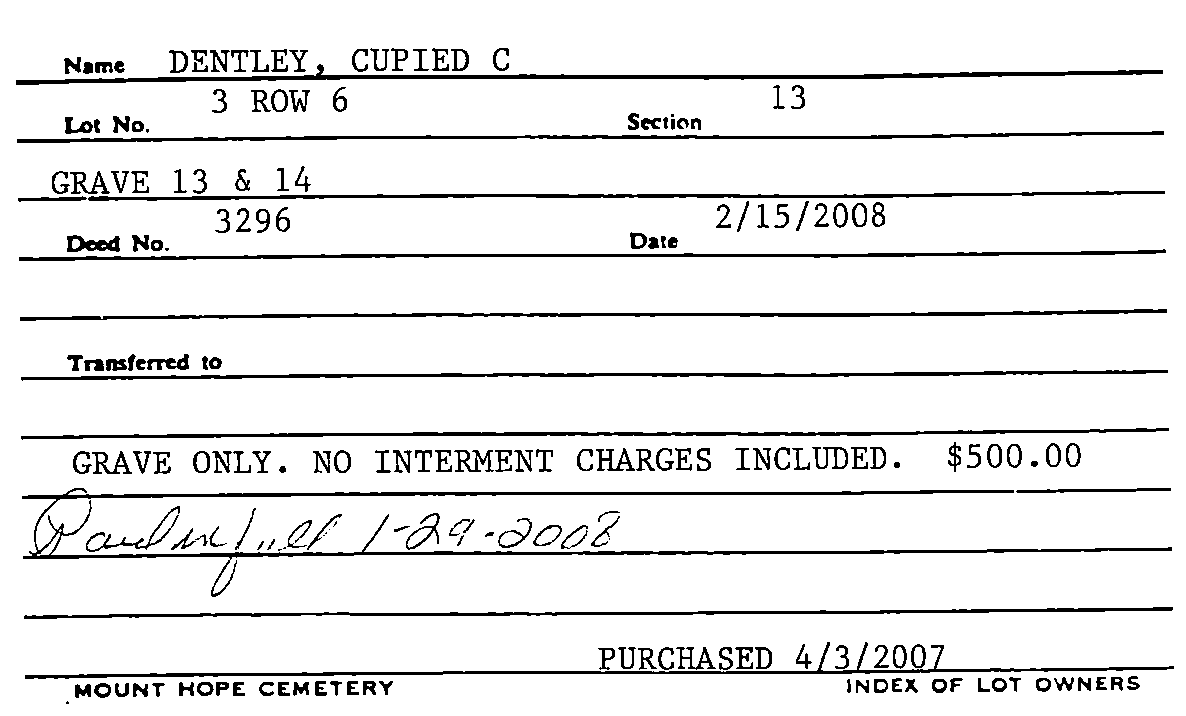 Name DENTLEY, CUPIED C
3 ROW 6 13
Lot No. Section
GRAVE 13 & 14
3296 2/15/2008
Deed No. Date
Transferred to
GRAVE ONLY. NO INTERMENT CHARGES INCLUDED. $500.00
Paid in full 1-29-2008
PURCHASED 4/3/2007
MOUNT HOPE CEMETERY INDEX OF LOT OWNERS